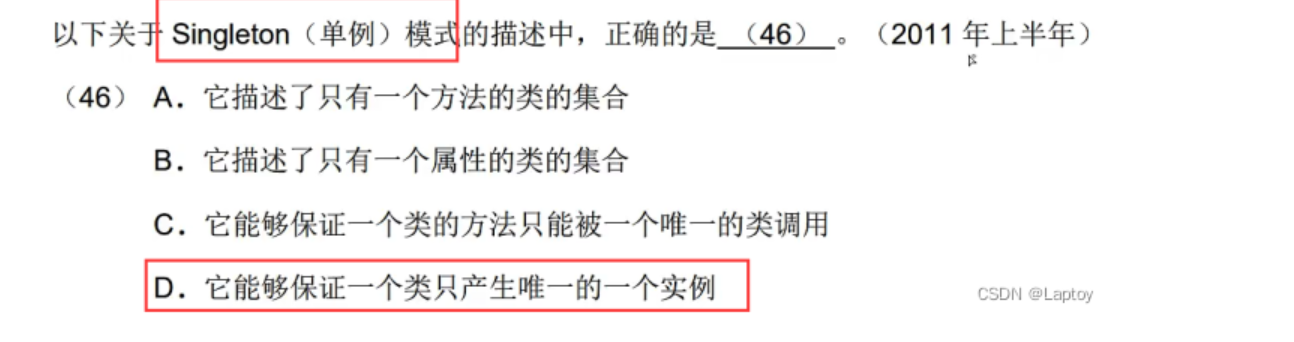 以下关于 Singleton（单例）模式的描述中，正确的是 （46） 。（2011 年上半年）
（46） A．它描述了只有一个方法的类的集合
B．它描述了只有一个属性的类的集合
C．它能够保证一个类的方法只能被一个唯一的类调用
D．它能够保证一个类只产生唯一的一个实例
CSDN @Laptoy